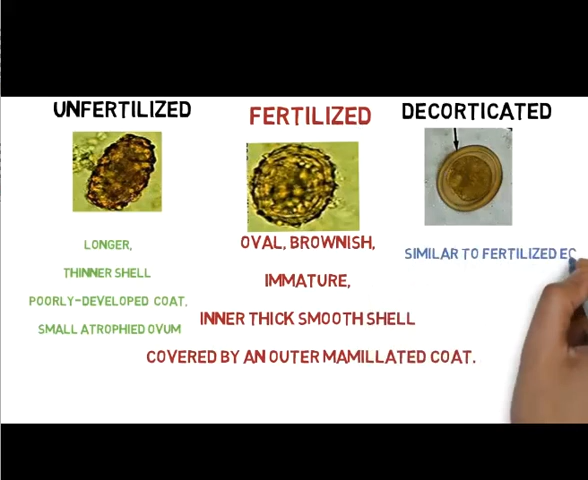 UNFERTILIZED
FERTILIZED
DECORTICATED
LONGER,
THINNER SHELL
POORLY-DEVELOPED COAT.
SMALL ATROPHIED OVUM
OVAL, BROWNISH,
IMMATURE,
INNER THICK SMOOTH SHELL
COVERED BY AN OUTER MAMILLATED COAT.
SIMILAR TO FERTILIZED